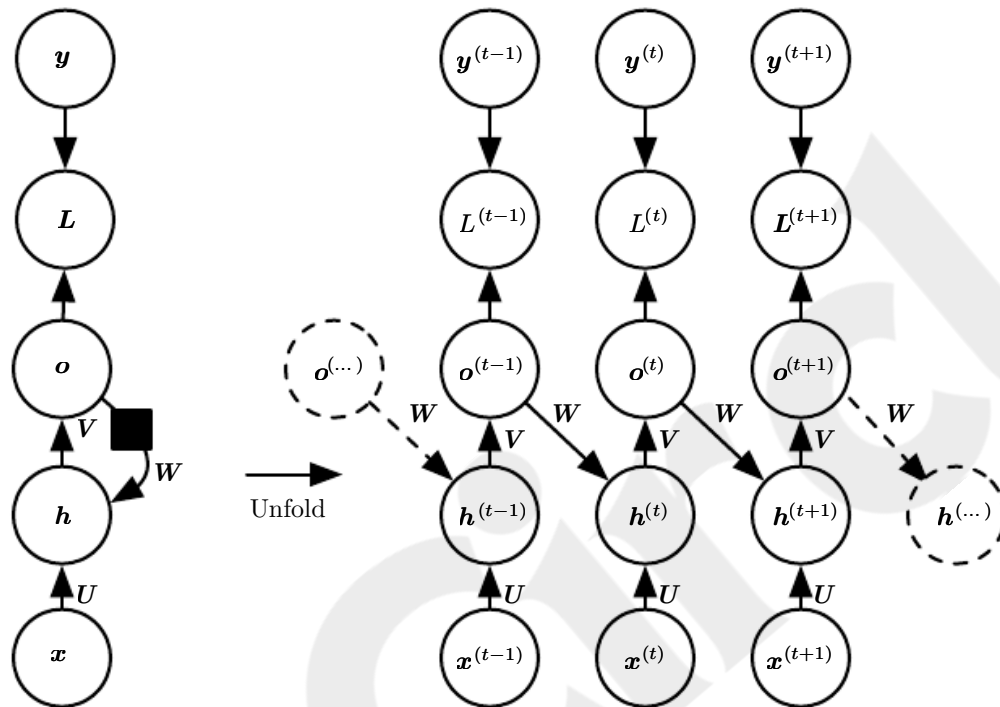 y y^(t−1) y^(t) y^(t+1)
L L^(t−1) L^(t) L^(t+1)
o o^(...) o^(t−1) o^(t) o^(t+1)
W W W W
V V V V
W
Unfold
h h^(t−1) h^(t) h^(t+1) h^(...)
U U U U
x x^(t−1) x^(t) x^(t+1)